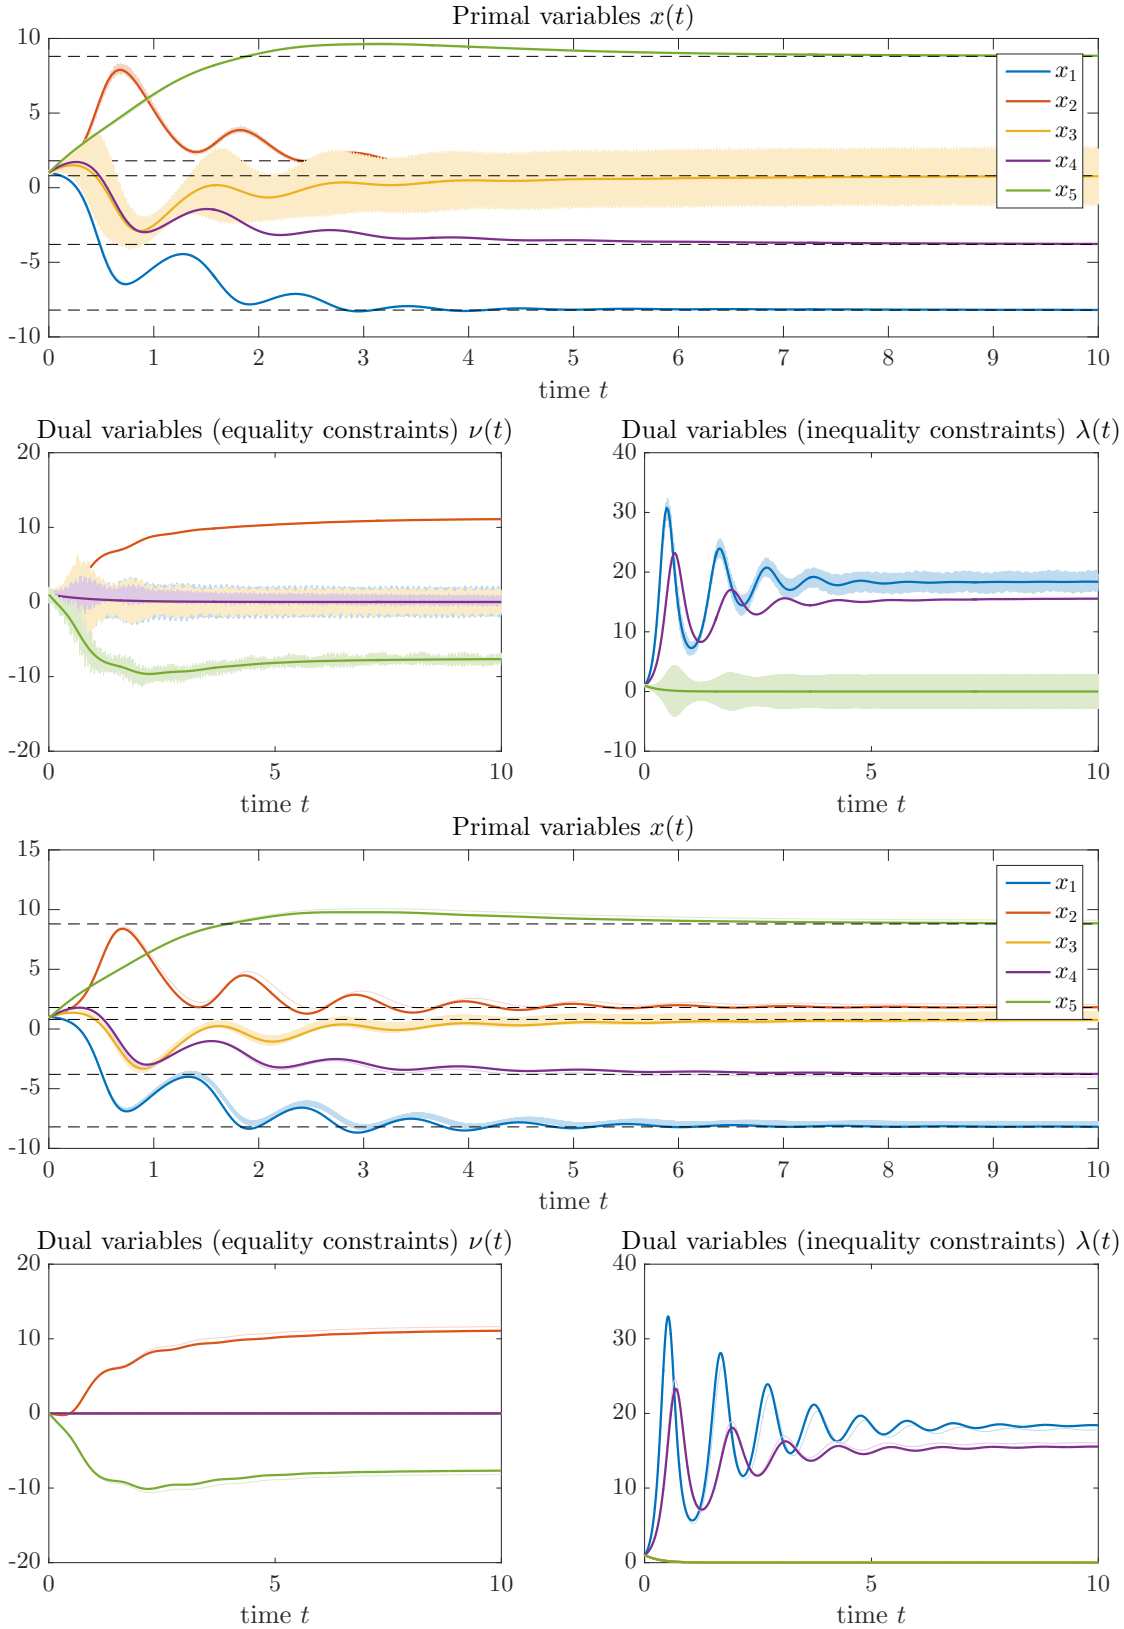 Primal variables x(t)
10
5
0
-5
-10
x1
x2
x3
x4
x5
0 1 2 3 4 5 6 7 8 9 10
time t
Dual variables (equality constraints) ν(t)
20
10
0
-10
-20
0 5 10
time t
Dual variables (inequality constraints) λ(t)
40
30
20
10
0
-10
0 5 10
time t
Primal variables x(t)
15
10
5
0
-5
-10
x1
x2
x3
x4
x5
0 1 2 3 4 5 6 7 8 9 10
time t
Dual variables (equality constraints) ν(t)
20
10
0
-10
-20
0 5 10
time t
Dual variables (inequality constraints) λ(t)
40
30
20
10
0
0 5 10
time t